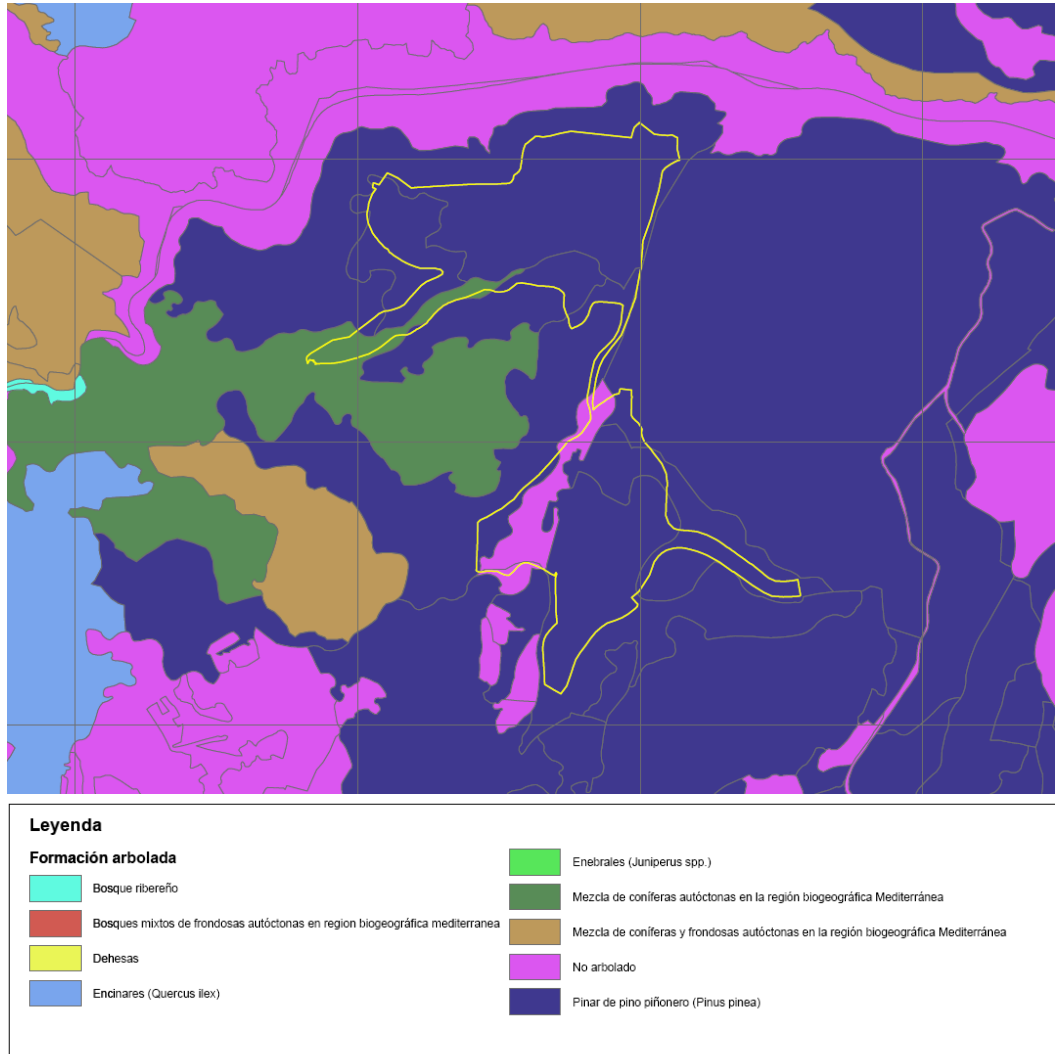 Leyenda
Formación arbolada
Bosque ribereño
Bosques mixtos de frondosas autóctonas en region biogeográfica mediterranea
Dehesas
Encinares (Quercus ilex)
Enebrales (Juniperus spp.)
Mezcla de coníferas autóctonas en la región biogeográfica Mediterránea
Mezcla de coníferas y frondosas autóctonas en la región biogeográfica Mediterránea
No arbolado
Pinar de pino piñonero (Pinus pinea)